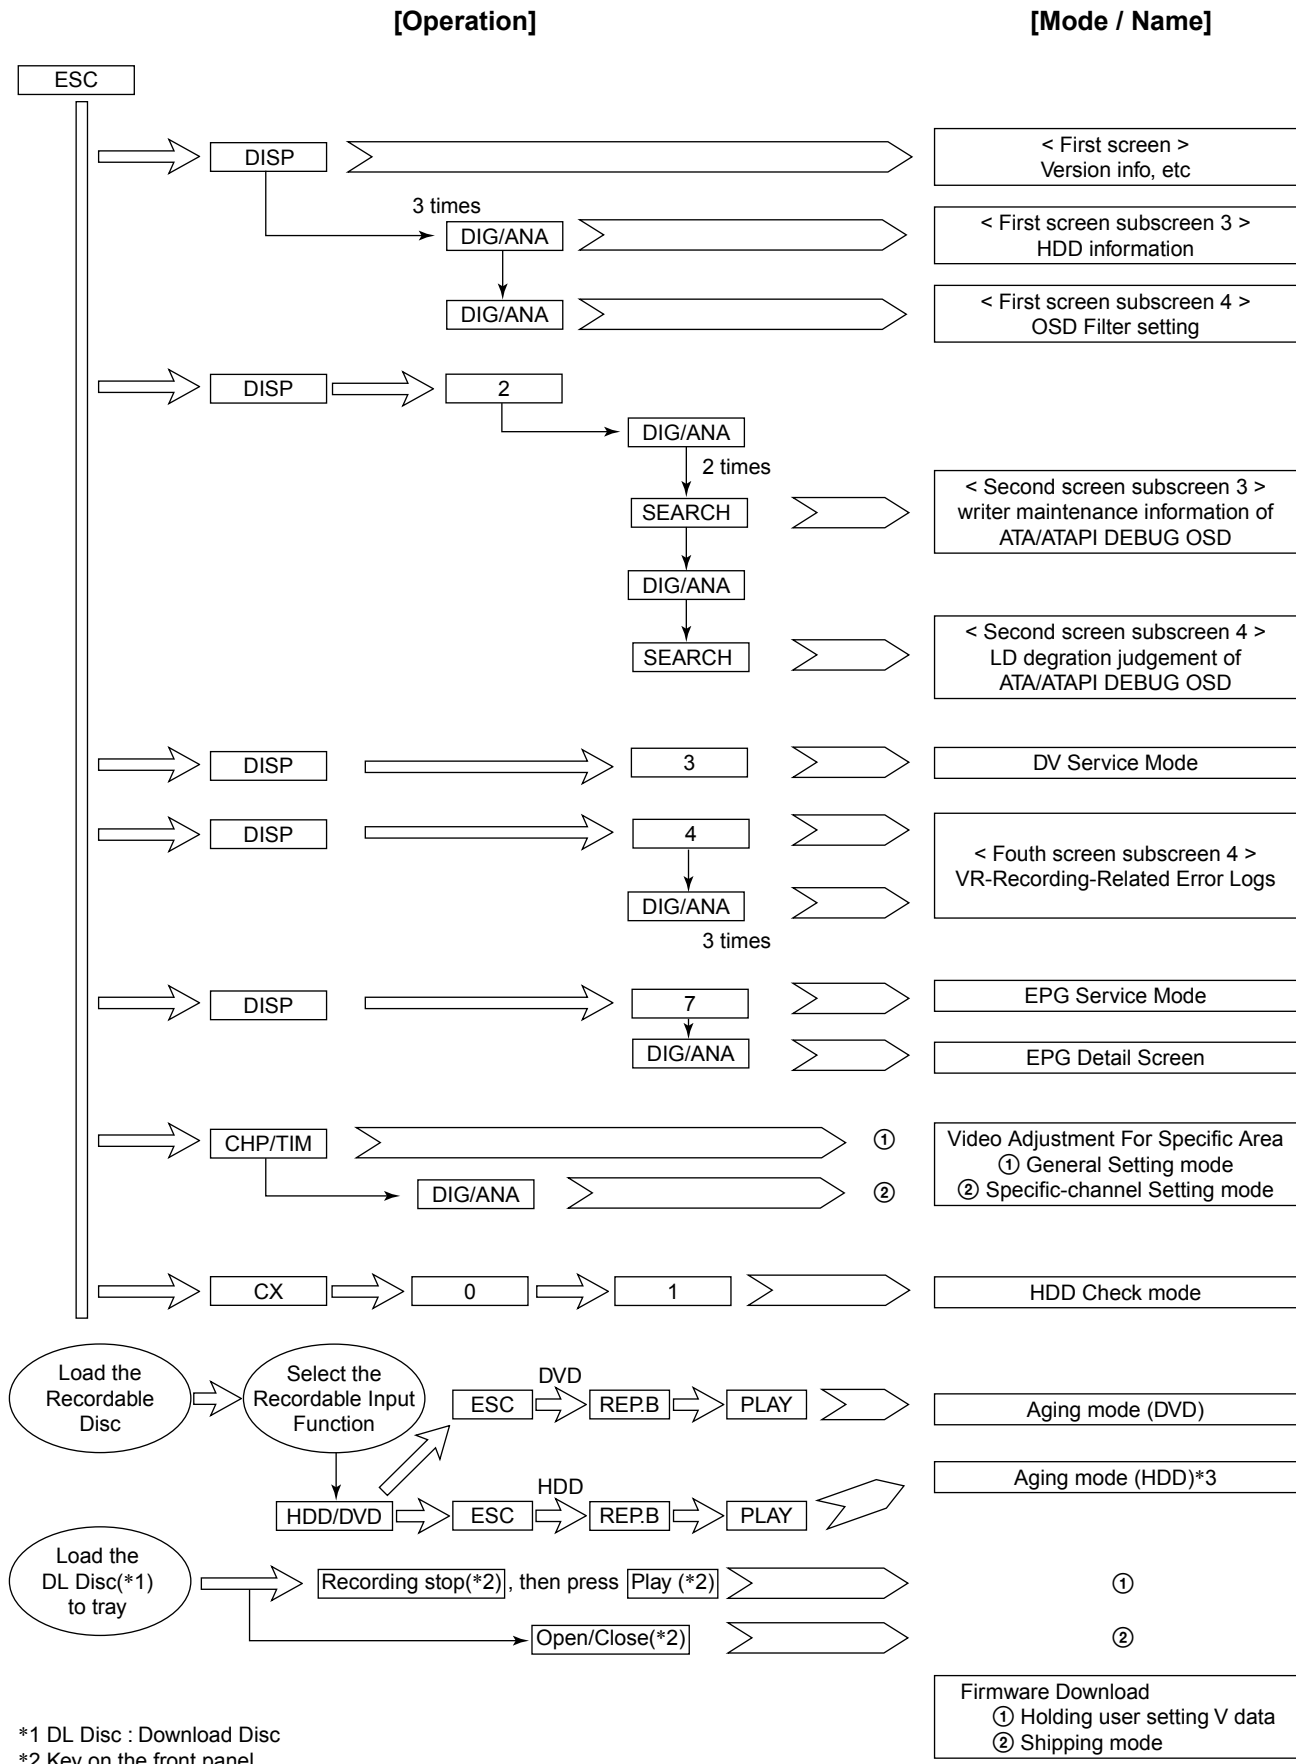 [Operation]
[Mode / Name]
ESC
DISP
< First screen >
Version info, etc
3 times
DIG/ANA
< First screen subscreen 3 >
HDD information
DIG/ANA
< First screen subscreen 4 >
OSD Filter setting
DISP
2
DIG/ANA
2 times
SEARCH
< Second screen subscreen 3 >
writer maintenance information of
ATA/ATAPI DEBUG OSD
DIG/ANA
SEARCH
< Second screen subscreen 4 >
LD degration judgement of
ATA/ATAPI DEBUG OSD
DISP
3
DV Service Mode
DISP
4
DIG/ANA
3 times
< Fouth screen subscreen 4 >
VR-Recording-Related Error Logs
DISP
7
EPG Service Mode
DIG/ANA
EPG Detail Screen
CHP/TIM
①
DIG/ANA
②
Video Adjustment For Specific Area
① General Setting mode
② Specific-channel Setting mode
CX
0
1
HDD Check mode
Load the
Recordable
Disc
Select the
Recordable Input
Function
DVD
ESC
REP.B
PLAY
Aging mode (DVD)
HDD/DVD
HDD
ESC
REP.B
PLAY
Aging mode (HDD)*3
Load the
DL Disc(*1)
to tray
Recording stop(*2) , then press Play (*2)
①
Open/Close(*2)
②
Firmware Download
① Holding user setting V data
② Shipping mode
*1 DL Disc : Download Disc
*2 Key on the front panel